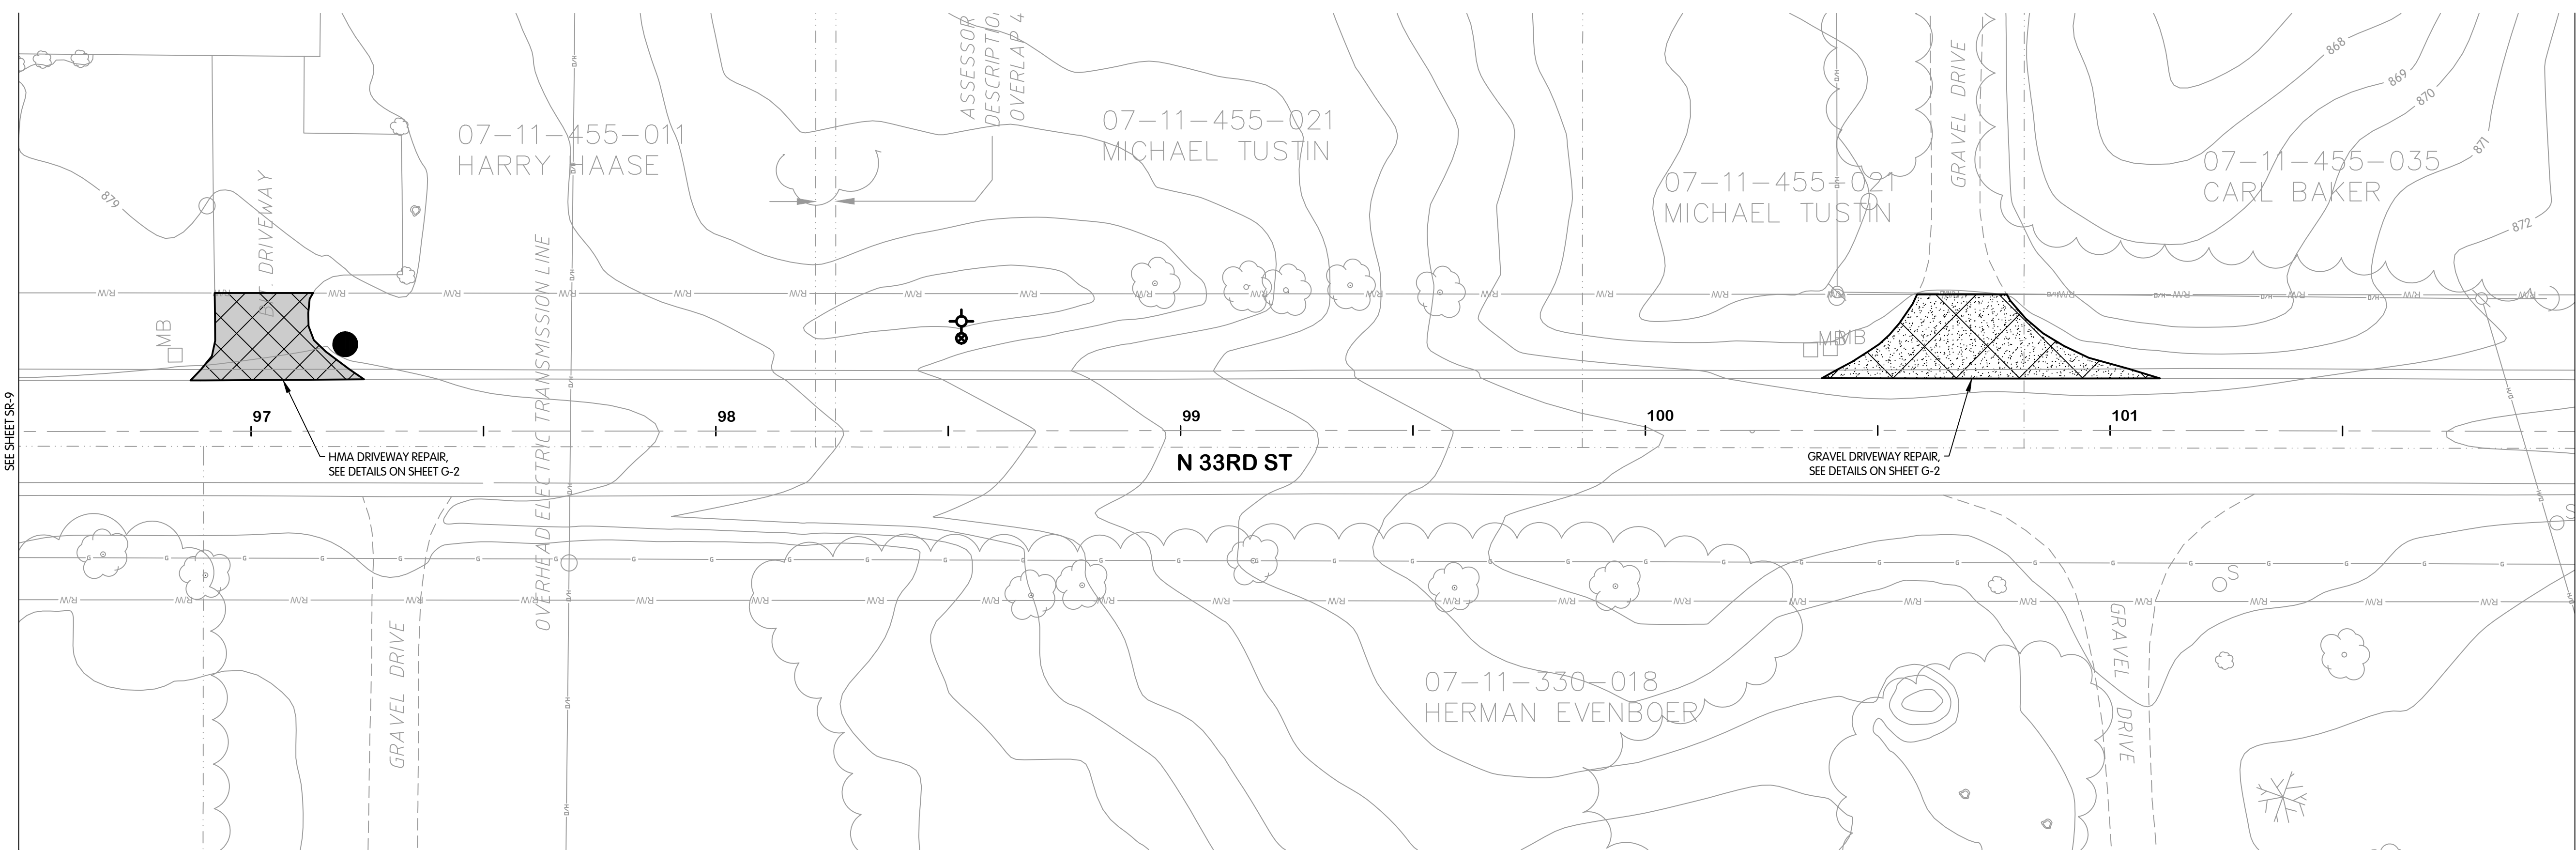 ASSESSOR
DESCRIPTION
OVERLAP 4
07-11-455-011
HARRY HAASE
07-11-455-021
MICHAEL TUSTIN
07-11-455-021
MICHAEL TUSTIN
GRAVEL DRIVE
07-11-455-035
CARL BAKER
868
869
870
871
872
879
BIT. DRIVEWAY
OVERHEAD ELECTRIC TRANSMISSION LINE
MB
MB
MB
R/W
SEE SHEET SR-9
97
98
99
100
101
HMA DRIVEWAY REPAIR,
SEE DETAILS ON SHEET G-2
N 33RD ST
GRAVEL DRIVEWAY REPAIR,
SEE DETAILS ON SHEET G-2
G
S
S
R/W
GRAVEL DRIVE
07-11-330-018
HERMAN EVENBOER
GRAVEL DRIVE